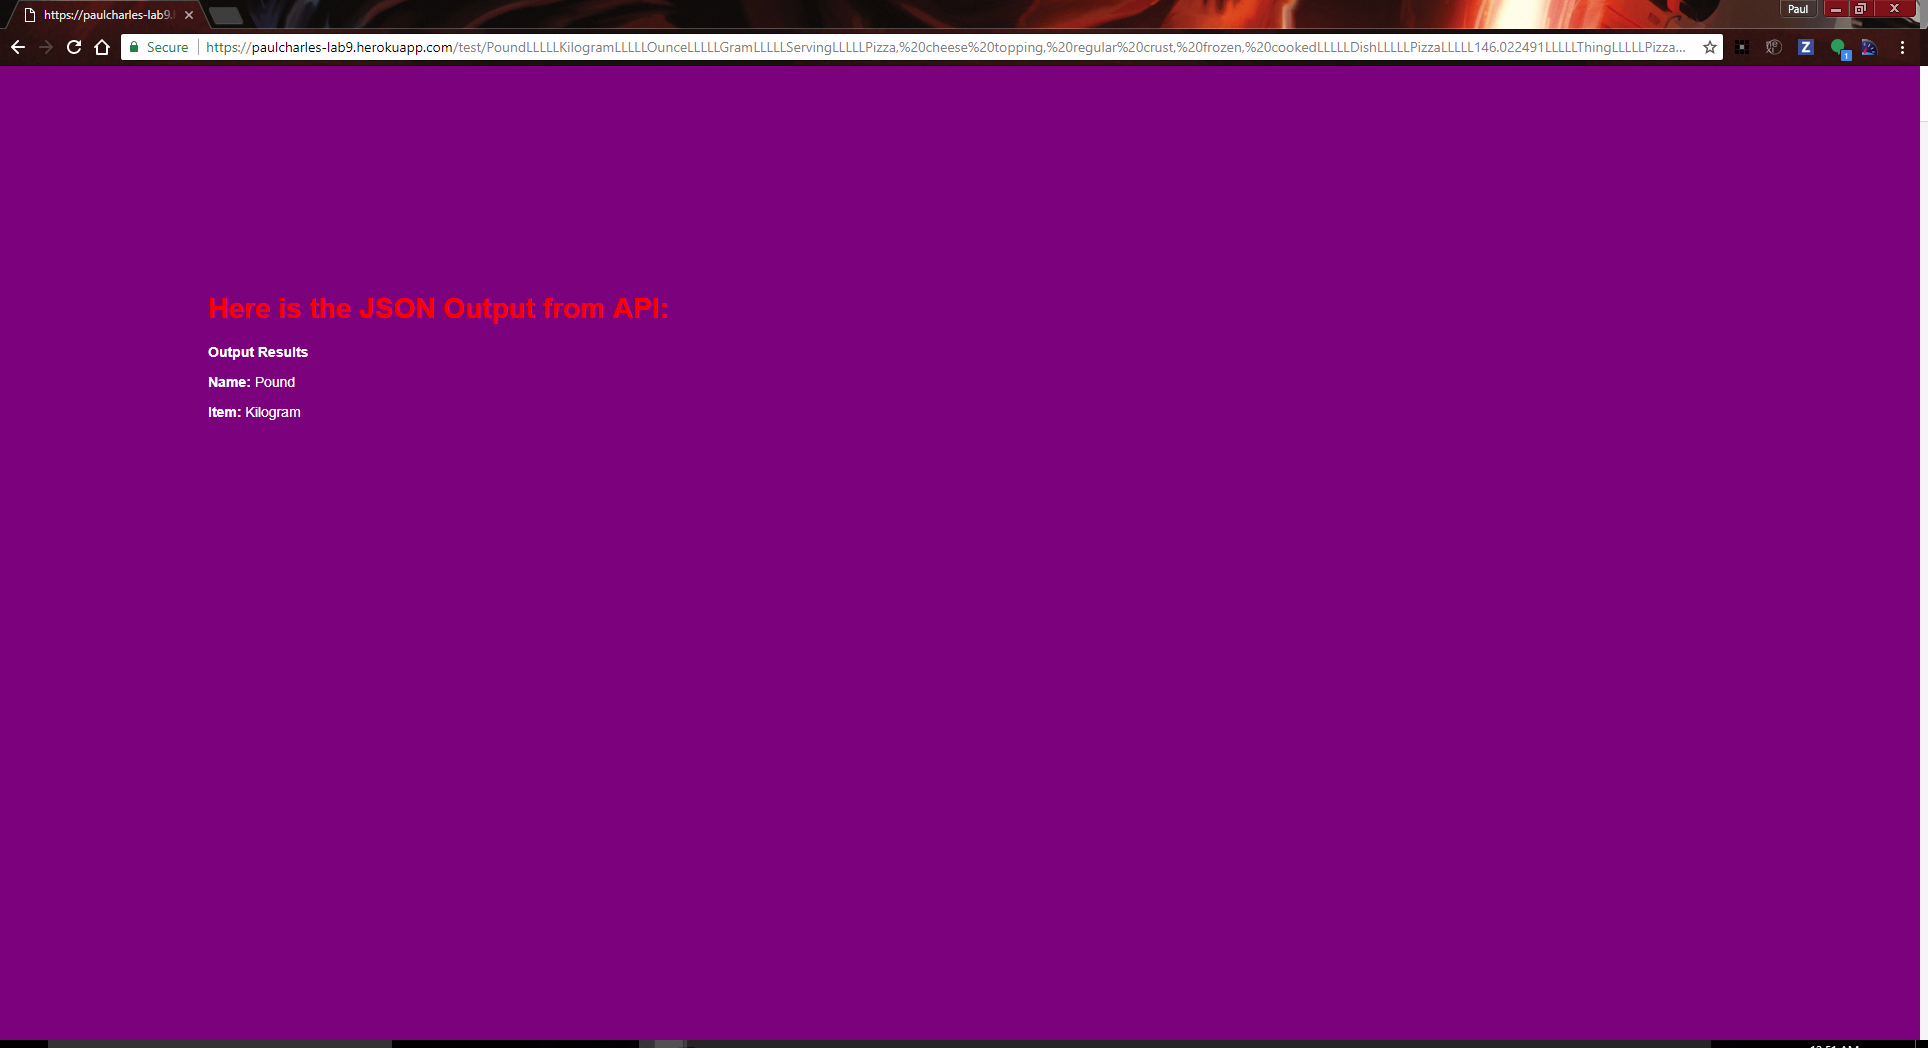 https://paulcharles-lab9.
Paul
Secure
https://paulcharles-lab9.herokuapp.com/test/PoundLLLLLKilogramLLLLLOunceLLLLLGramLLLLLServingLLLLLPizza,%20cheese%20topping,%20regular%20crust,%20frozen,%20cookedLLLLLDishLLLLLPizzaLLLLL146.022491LLLLLThingLLLLLPizza...
Z
1
Here is the JSON Output from API:
Output Results
Name: Pound
Item: Kilogram